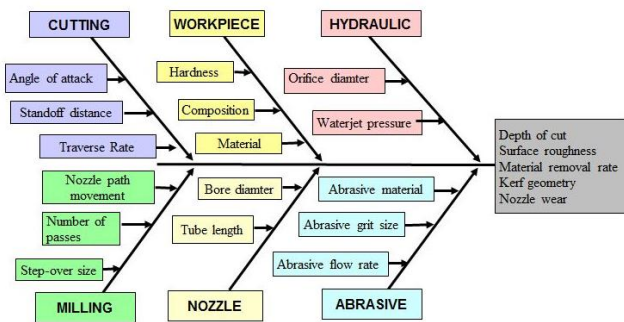 CUTTING
WORKPIECE
HYDRAULIC
Angle of attack
Standoff distance
Traverse Rate
Hardness
Composition
Material
Orifice diamter
Waterjet pressure
Depth of cut
Surface roughness
Material removal rate
Kerf geometry
Nozzle wear
Nozzle path
movement
Number of
passes
Step-over size
Bore diamter
Tube length
Abrasive material
Abrasive grit size
Abrasive flow rate
MILLING
NOZZLE
ABRASIVE